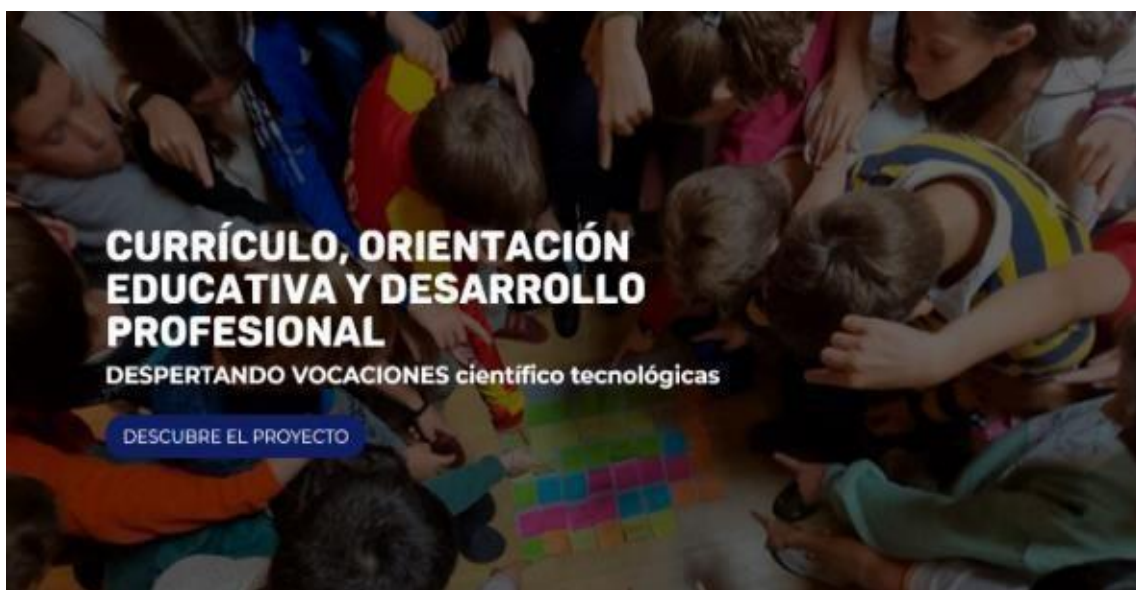 CURRÍCULO, ORIENTACIÓN
EDUCATIVA Y DESARROLLO
PROFESIONAL
DESPERTANDO VOCACIONES científico tecnológicas
DESCUBRE EL PROYECTO